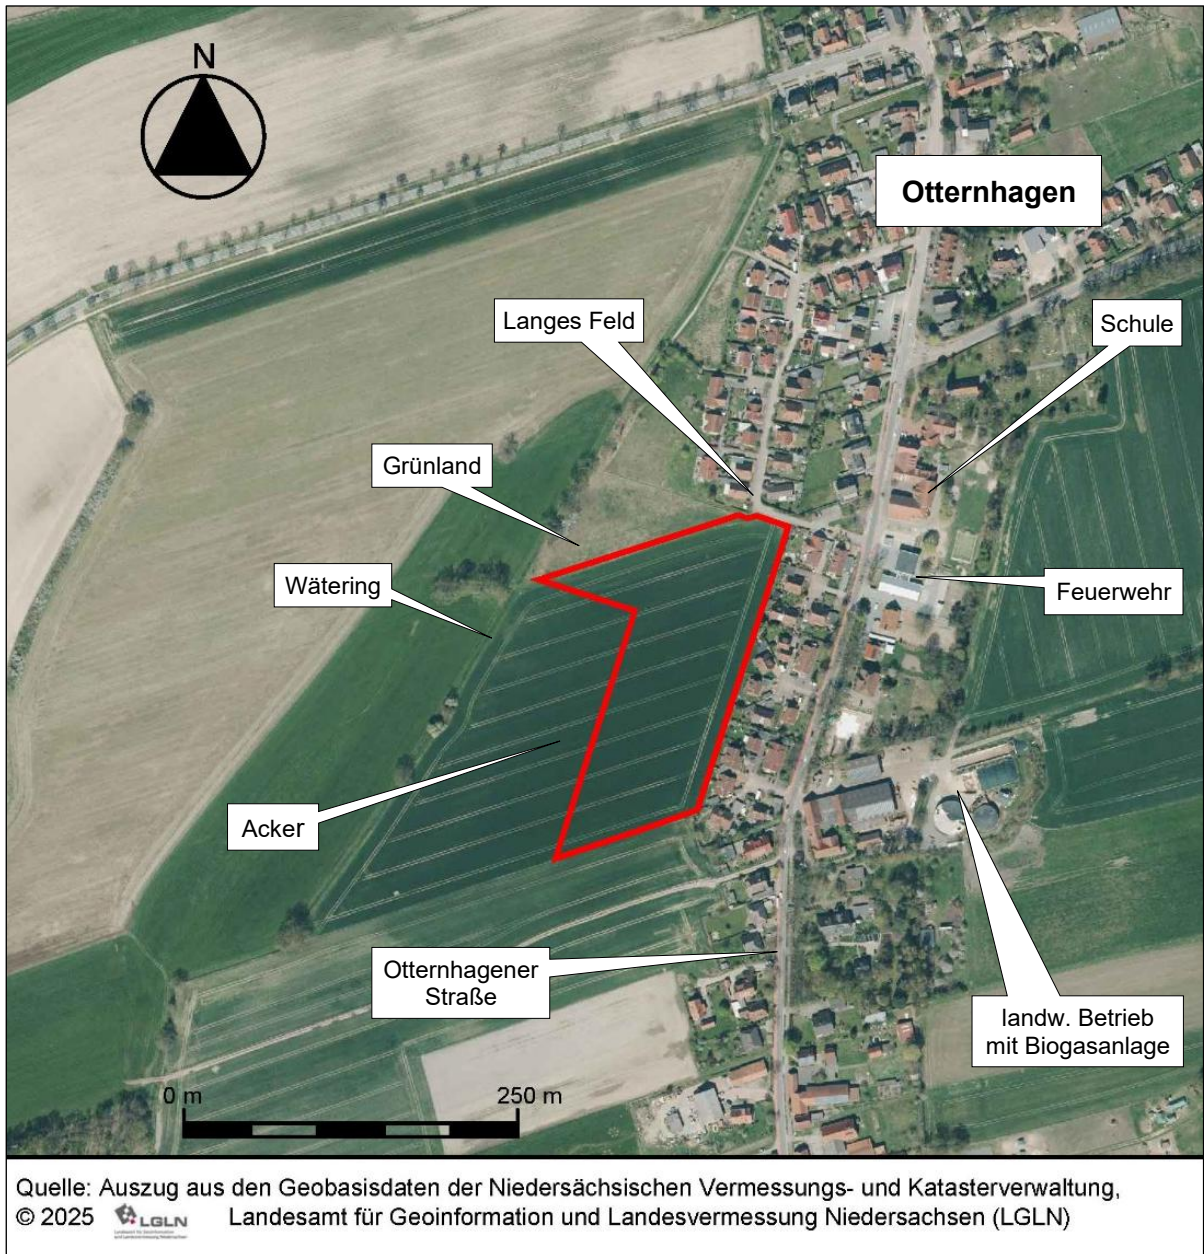 N
Otternhagen
Langes Feld
Schule
Grünland
Wätering
Feuerwehr
Acker
Otternhagener
Straße
landw. Betrieb
mit Biogasanlage
0 m
250 m
Quelle: Auszug aus den Geobasisdaten der Niedersächsischen Vermessungs- und Katasterverwaltung,
© 2025 LGLN Landesamt für Geoinformation und Landesvermessung Niedersachsen (LGLN)